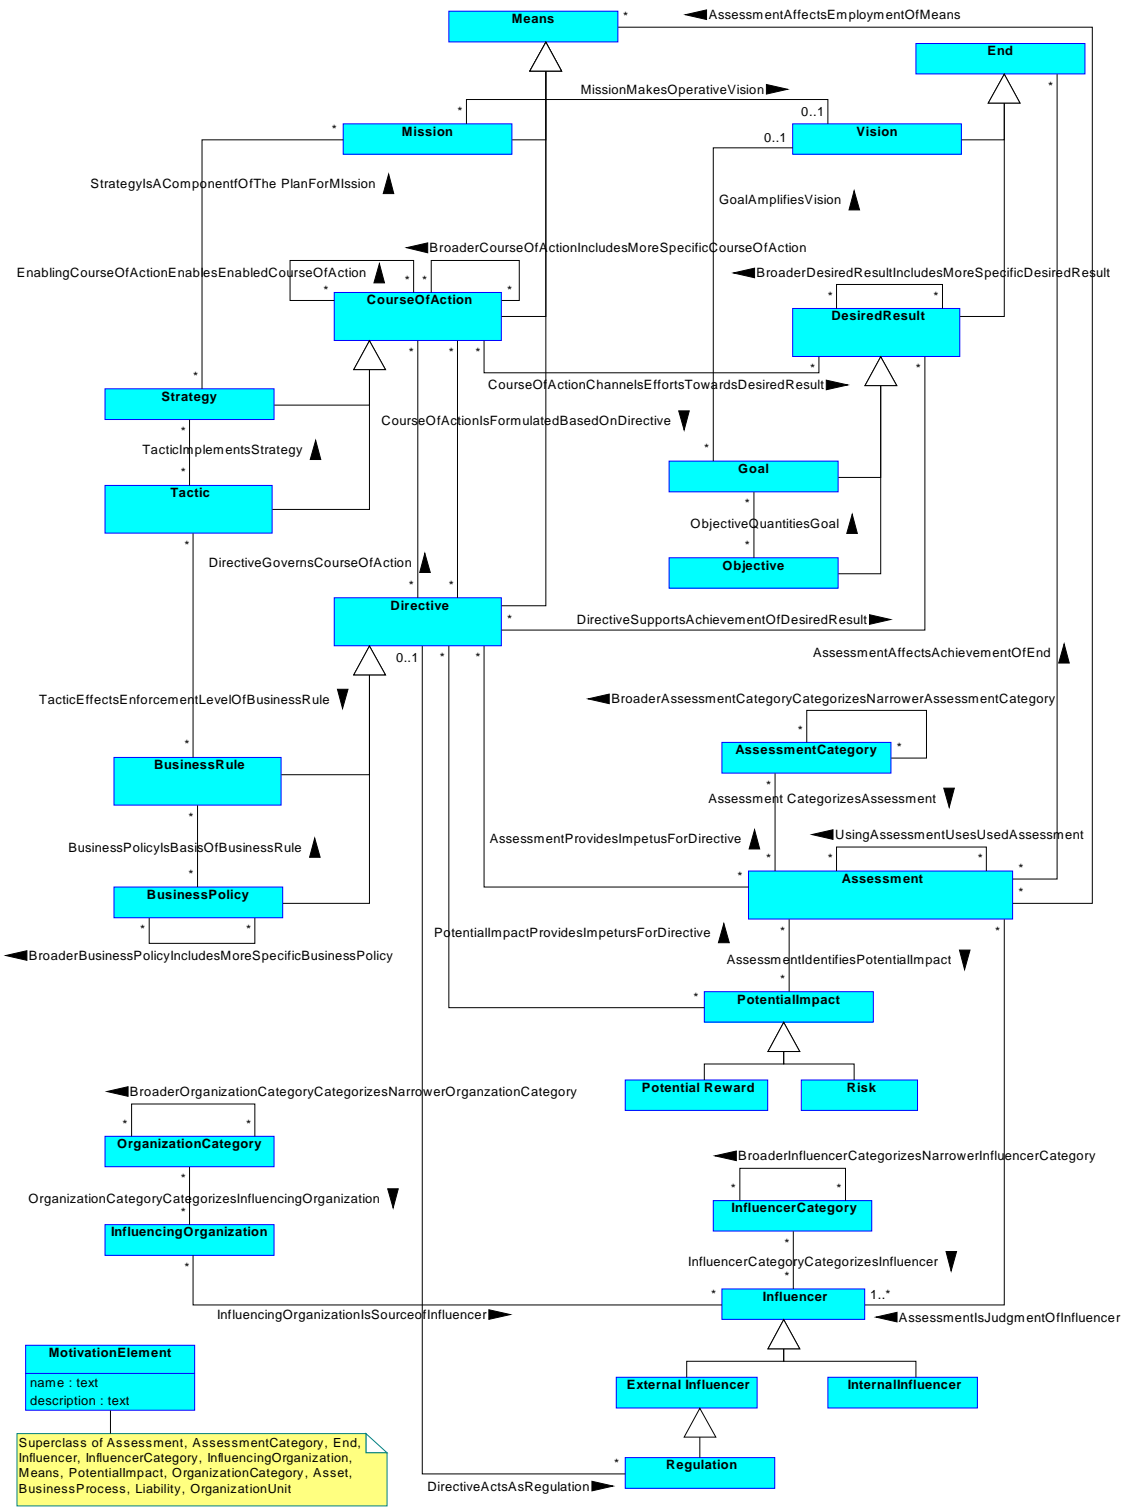 Means
*
AssessmentAffectsEmploymentOfMeans
End
*
MissionMakesOperativeVision
*
0..1
*
Mission
0..1
Vision
StrategyIsAComponentfOfThe PlanForMIssion
GoalAmplifiesVision
BroaderCourseOfActionIncludesMoreSpecificCourseOfAction
EnablingCourseOfActionEnablesEnabledCourseOfAction
*
*
*
*
BroaderDesiredResultIncludesMoreSpecificDesiredResult
*
*
CourseOfAction
DesiredResult
*
*
*
*
*
*
Strategy
CourseOfActionChannelsEffortsTowardsDesiredResult
*
CourseOfActionIsFormulatedBasedOnDirective
TacticImplementsStrategy
*
*
Goal
Tactic
*
ObjectiveQuantitiesGoal
*
*
DirectiveGovernsCourseOfAction
Objective
*
*
Directive
*
DirectiveSupportsAchievementOfDesiredResult
0..1
*
*
AssessmentAffectsAchievementOfEnd
TacticEffectsEnforcementLevelOfBusinessRule
BroaderAssessmentCategoryCategorizesNarrowerAssessmentCategory
*
*
*
AssessmentCategory
BusinessRule
*
Assessment CategorizesAssessment
*
AssessmentProvidesImpetusForDirective
UsingAssessmentUsesUsedAssessment
BusinessPolicyIsBasisOfBusinessRule
*
*
*
*
*
*
Assessment
*
BusinessPolicy
*
*
*
*
PotentialImpactProvidesImpetursForDirective
BroaderBusinessPolicyIncludesMoreSpecificBusinessPolicy
AssessmentIdentifiesPotentialImpact
*
*
PotentialImpact
Potential Reward
Risk
BroaderOrganizationCategoryCategorizesNarrowerOrganzationCategory
*
*
OrganizationCategory
BroaderInfluencerCategorizesNarrowerInfluencerCategory
*
*
*
OrganizationCategoryCategorizesInfluencingOrganization
*
InfluencerCategory
InfluencingOrganization
*
*
InfluencerCategoryCategorizesInfluencer
*
*
Influencer
1..*
InfluencingOrganizationIsSourceofInfluencer
AssessmentIsJudgmentOfInfluencer
MotivationElement
name : text
description : text
External Influencer
InternalInfluencer
Superclass of Assessment, AssessmentCategory, End,
Influencer, InfluencerCategory, InfluencingOrganization,
Means, PotentialImpact, OrganizationCategory, Asset,
BusinessProcess, Liability, OrganizationUnit
*
Regulation
DirectiveActsAsRegulation